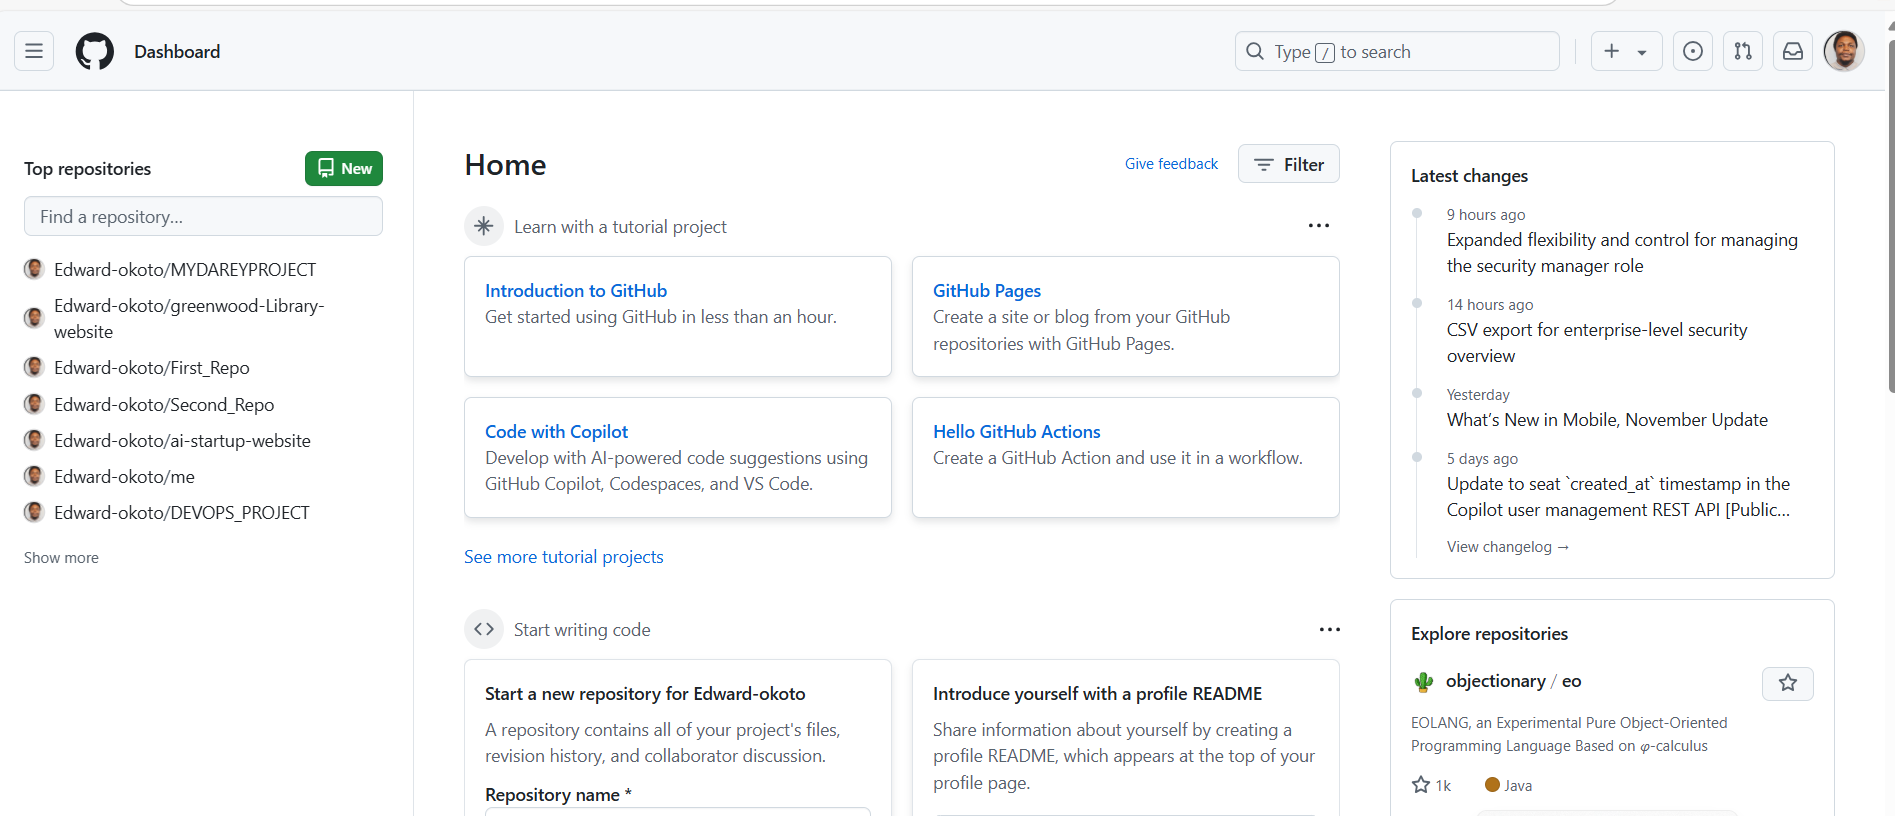 Dashboard
Type / to search
Top repositories
New
Find a repository...
Edward-okoto/MYDAREYPROJECT
Edward-okoto/greenwood-Library-
website
Edward-okoto/First_Repo
Edward-okoto/Second_Repo
Edward-okoto/ai-startup-website
Edward-okoto/me
Edward-okoto/DEVOPS_PROJECT
Show more
Home
Give feedback
Filter
Learn with a tutorial project
Introduction to GitHub
Get started using GitHub in less than an hour.
GitHub Pages
Create a site or blog from your GitHub
repositories with GitHub Pages.
Code with Copilot
Develop with AI-powered code suggestions using
GitHub Copilot, Codespaces, and VS Code.
Hello GitHub Actions
Create a GitHub Action and use it in a workflow.
See more tutorial projects
Start writing code
Start a new repository for Edward-okoto
A repository contains all of your project's files,
revision history, and collaborator discussion.
Repository name *
Introduce yourself with a profile README
Share information about yourself by creating a
profile README, which appears at the top of your
profile page.
Latest changes
9 hours ago
Expanded flexibility and control for managing
the security manager role
14 hours ago
CSV export for enterprise-level security
overview
Yesterday
What’s New in Mobile, November Update
5 days ago
Update to seat `created_at` timestamp in the
Copilot user management REST API [Public...
View changelog →
Explore repositories
objectionary / eo
EOLANG, an Experimental Pure Object-Oriented
Programming Language Based on 𝜑-calculus
1k
Java